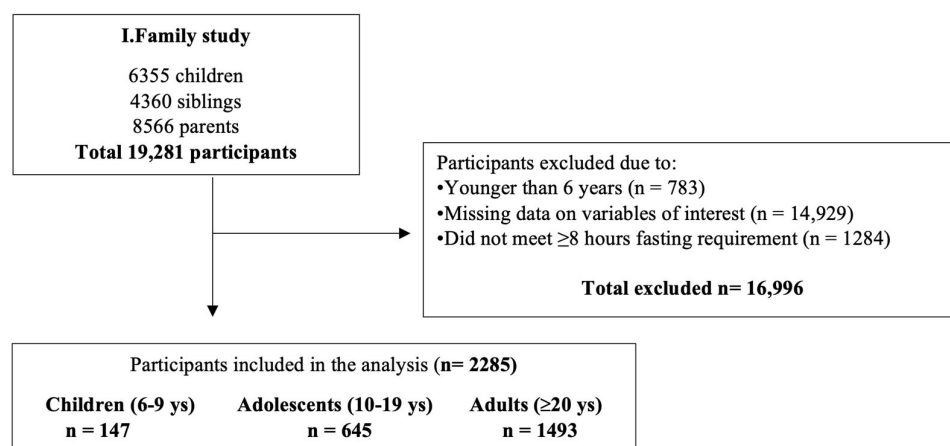 I.Family study
6355 children
4360 siblings
8566 parents
Total 19,281 participants
Participants excluded due to:
•Younger than 6 years (n = 783)
•Missing data on variables of interest (n = 14,929)
•Did not meet ≥8 hours fasting requirement (n = 1284)
Total excluded n= 16,996
Participants included in the analysis (n= 2285)
Children (6-9 ys) Adolescents (10-19 ys) Adults (≥20 ys)
n = 147 n = 645 n = 1493